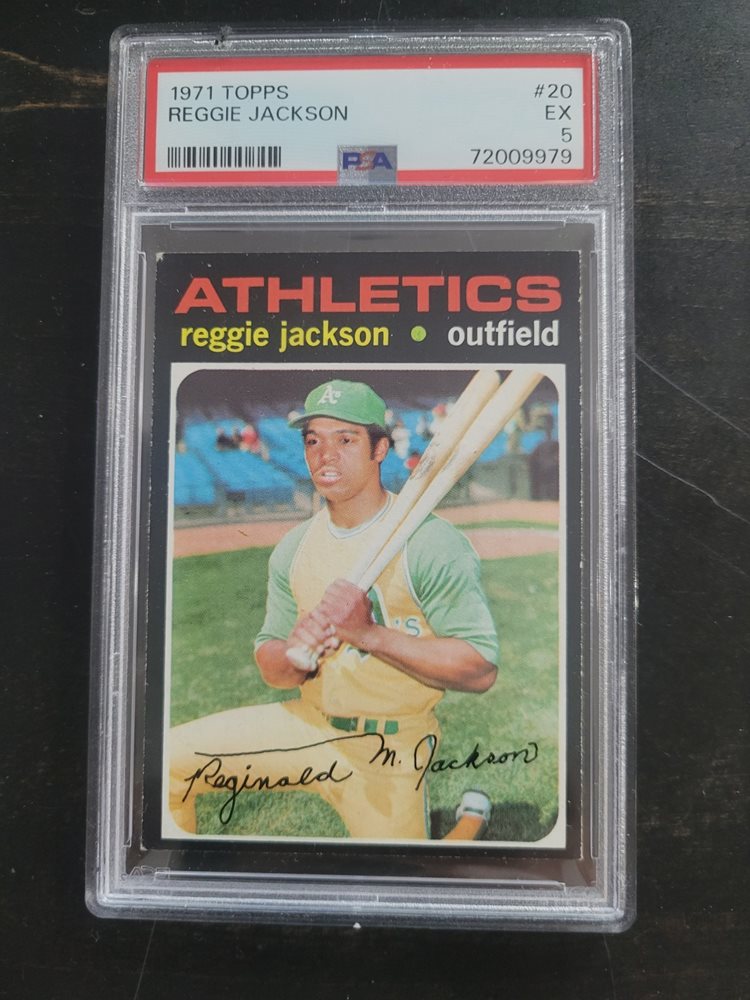 1971 TOPPS #20
REGGIE JACKSON EX
5
PSA 72009979
ATHLETICS
reggie jackson • outfield
A's
's
Reginald M. Jackson